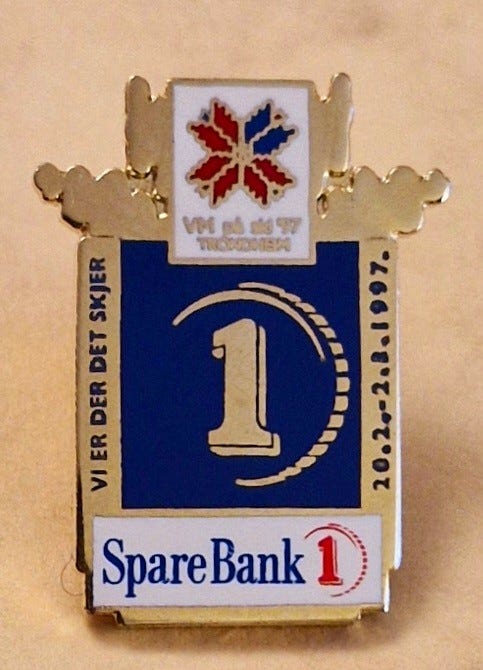 VM på ski '97
TRONDHEIM
VI ER DER DET SKJER
1
20.2.-2.3.1997.
SpareBank 1